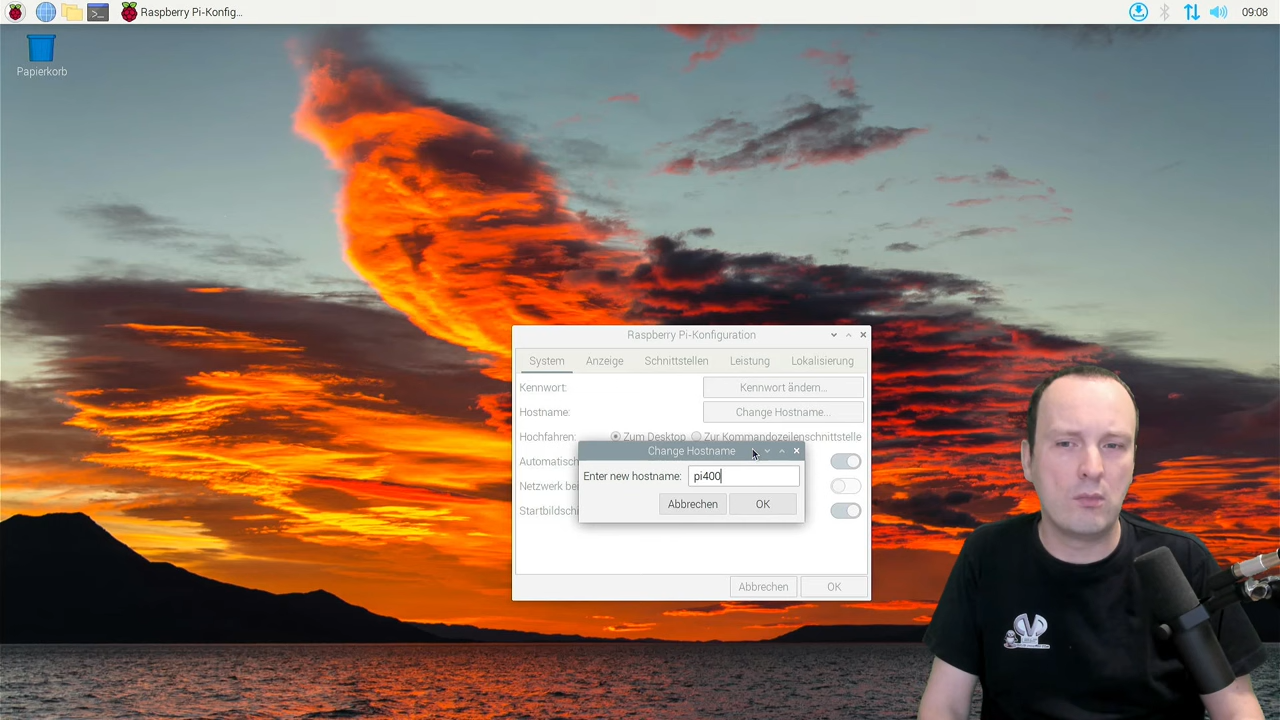 Raspberry Pi-Konfig...
09:08
Papierkorb
Raspberry Pi-Konfiguration
System Anzeige Schnittstellen Leistung Lokalisierung
Kennwort: Kennwort ändern...
Hostname: Change Hostname...
Hochfahren: Zum Desktop Zur Kommandozeilenschnittstelle
Change Hostname
Automatisch
Enter new hostname: pi400
Netzwerk be
Abbrechen OK
Startbildschi
Abbrechen OK